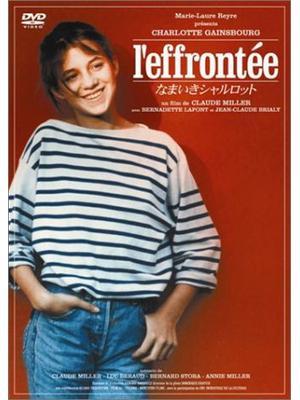 DVD
VIDEO
Marie-Laure Reyre
présente
CHARLOTTE GAINSBOURG
l'effrontée
なまいきシャルロット
un film de CLAUDE MILLER
avec BERNADETTE LAFONT et JEAN-CLAUDE BRIALY
scénario de
CLAUDE MILLER - LUC BERAUD - BERNARD STORA - ANNIE MILLER